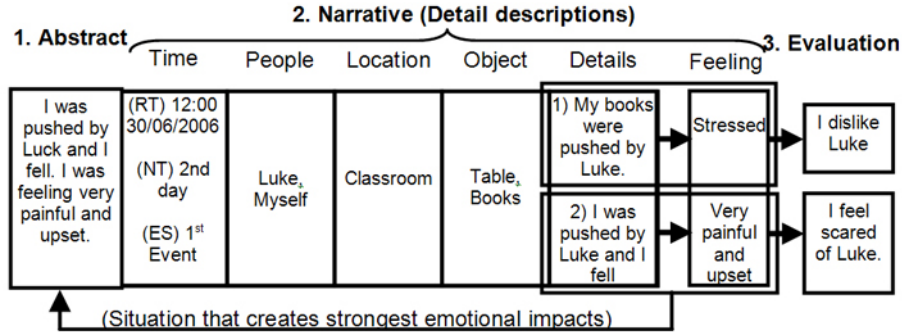 2. Narrative (Detail descriptions)
1. Abstract
3. Evaluation
Time People Location Object Details Feeling
I was
pushed by
Luck and I
fell. I was
feeling very
painful and
upset.
(RT) 12:00
30/06/2006
(NT) 2nd
day
(ES) 1st
Event
Luke,
Myself
Classroom
Table,
Books
1) My books
were
pushed by
Luke.
Stressed
I dislike
Luke
2) I was
pushed by
Luke and I
fell
Very
painful
and
upset
I feel
scared
of Luke.
(Situation that creates strongest emotional impacts)